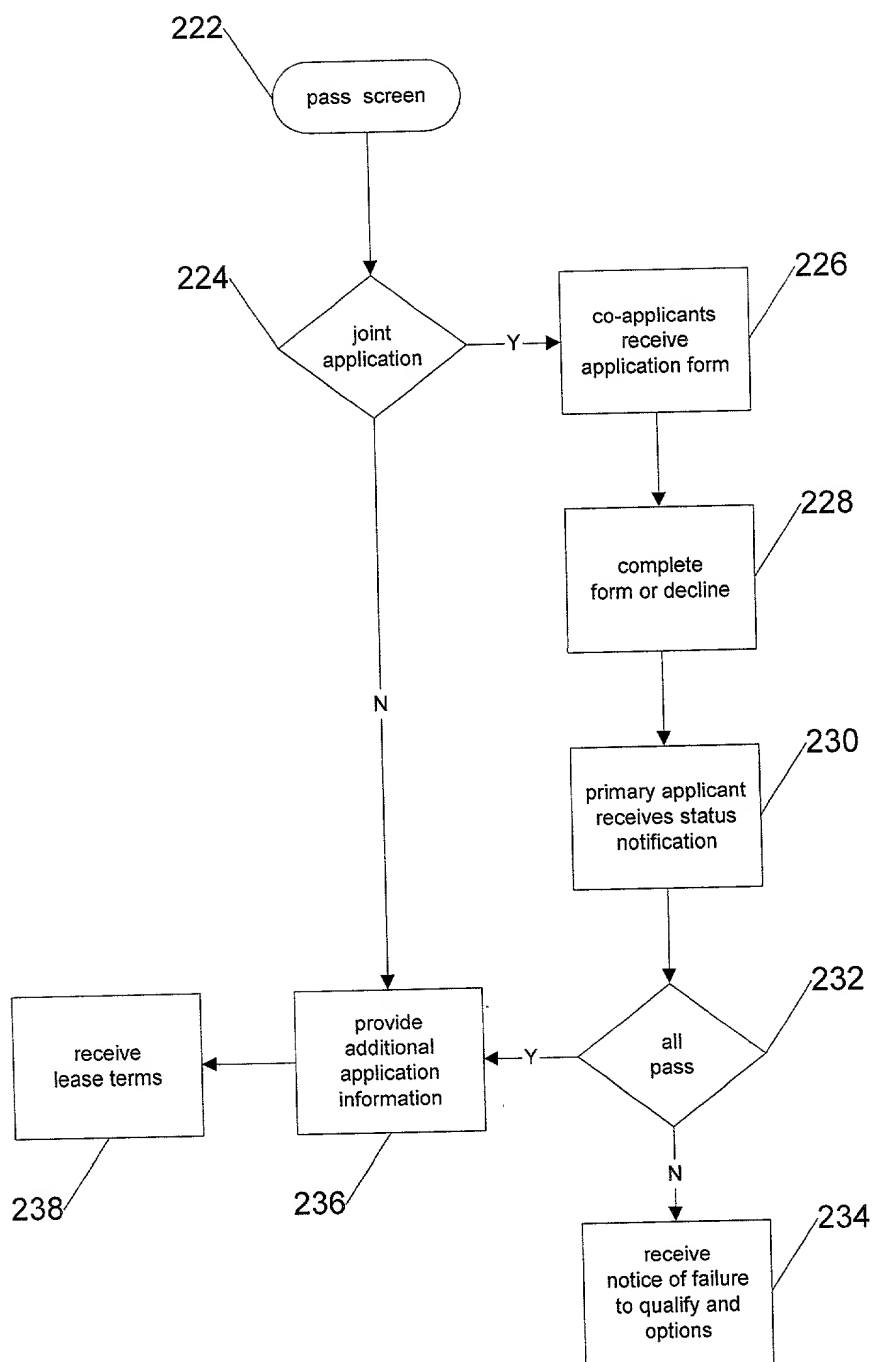 222
pass screen
224
joint
application
Y
226
co-applicants
receive
application form
228
complete
form or decline
N
230
primary applicant
receives status
notification
232
all
pass
Y
provide
additional
application
information
236
receive
lease terms
238
N
234
receive
notice of failure
to qualify and
options